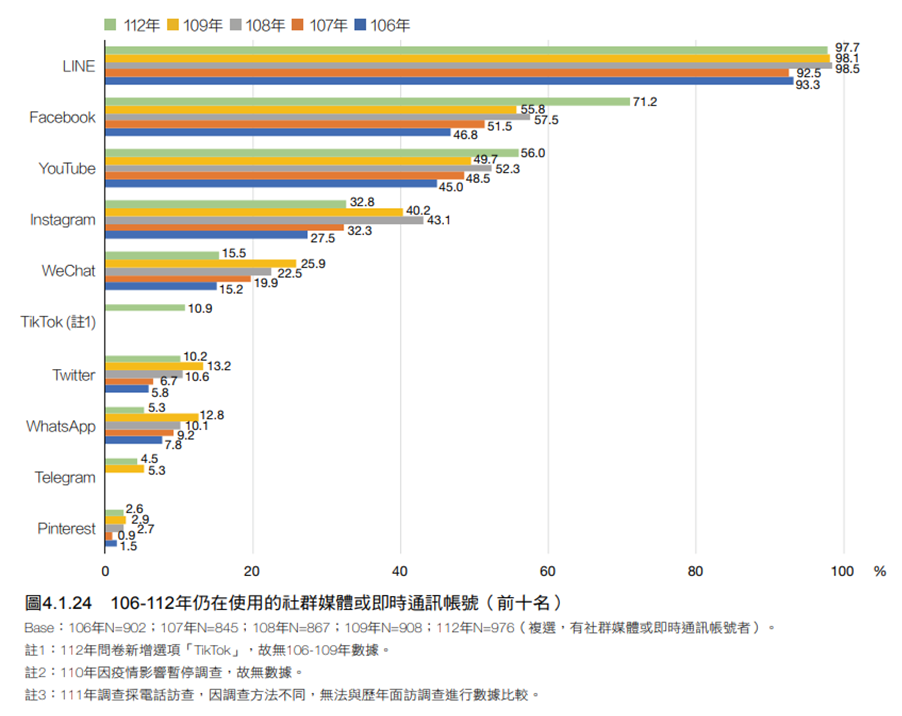 112年 109年 108年 107年 106年
LINE
97.7
98.1
98.5
92.5
93.3
Facebook
71.2
55.8
57.5
51.5
46.8
YouTube
56.0
49.7
52.3
48.5
45.0
Instagram
32.8
40.2
43.1
32.3
27.5
WeChat
15.5
25.9
22.5
19.9
15.2
TikTok (註1)
10.9
Twitter
10.2
13.2
10.6
6.7
5.8
WhatsApp
5.3
12.8
10.1
9.2
7.8
Telegram
4.5
5.3
Pinterest
2.6
2.9
2.7
0.9
1.5
0 20 40 60 80 100 %
圖4.1.24 106-112年仍在使用的社群媒體或即時通訊帳號（前十名）
Base：106年N=902；107年N=845；108年N=867；109年N=908；112年N=976（複選，有社群媒體或即時通訊帳號者）。
註1：112年問卷新增選項「TikTok」，故無106-109年數據。
註2：110年因疫情影響暫停調查，故無數據。
註3：111年調查採電話訪查，因調查方法不同，無法與歷年面訪調查進行數據比較。